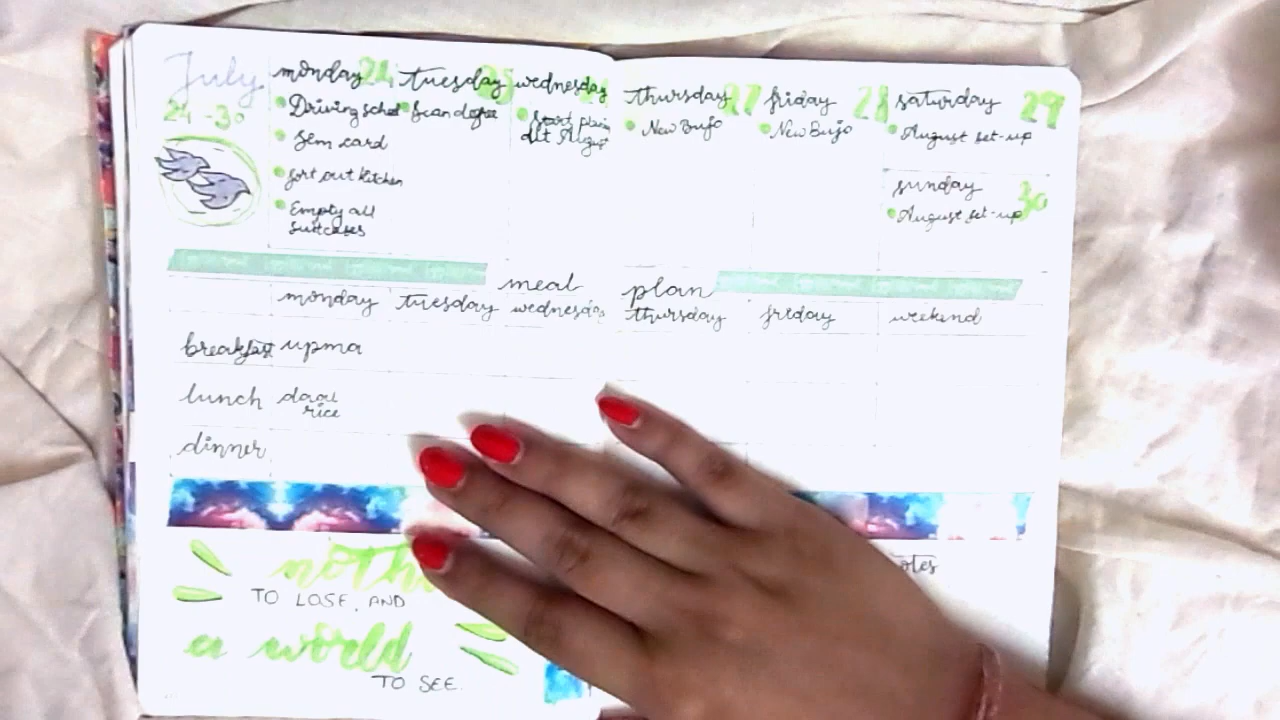 July
24 - 30
monday 24
Driving school
Sem card
sort out kitchen
Empty all
suitcases
tuesday 25
Scan degree
wednesday
start
August
thursday 27
New Bujo
friday 28
New Bujo
saturday 29
August set-up
sunday 30
August set-up
meal plan
monday tuesday wednesday thursday friday weekend
breakfast upma
lunch daal
rice
dinner
TO LOSE, AND
a world
TO SEE.